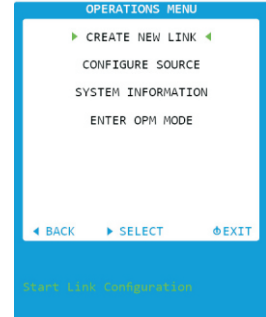 OPERATIONS MENU
CREATE NEW LINK
CONFIGURE SOURCE
SYSTEM INFORMATION
ENTER OPM MODE
BACK SELECT EXIT
Start Link Configuration